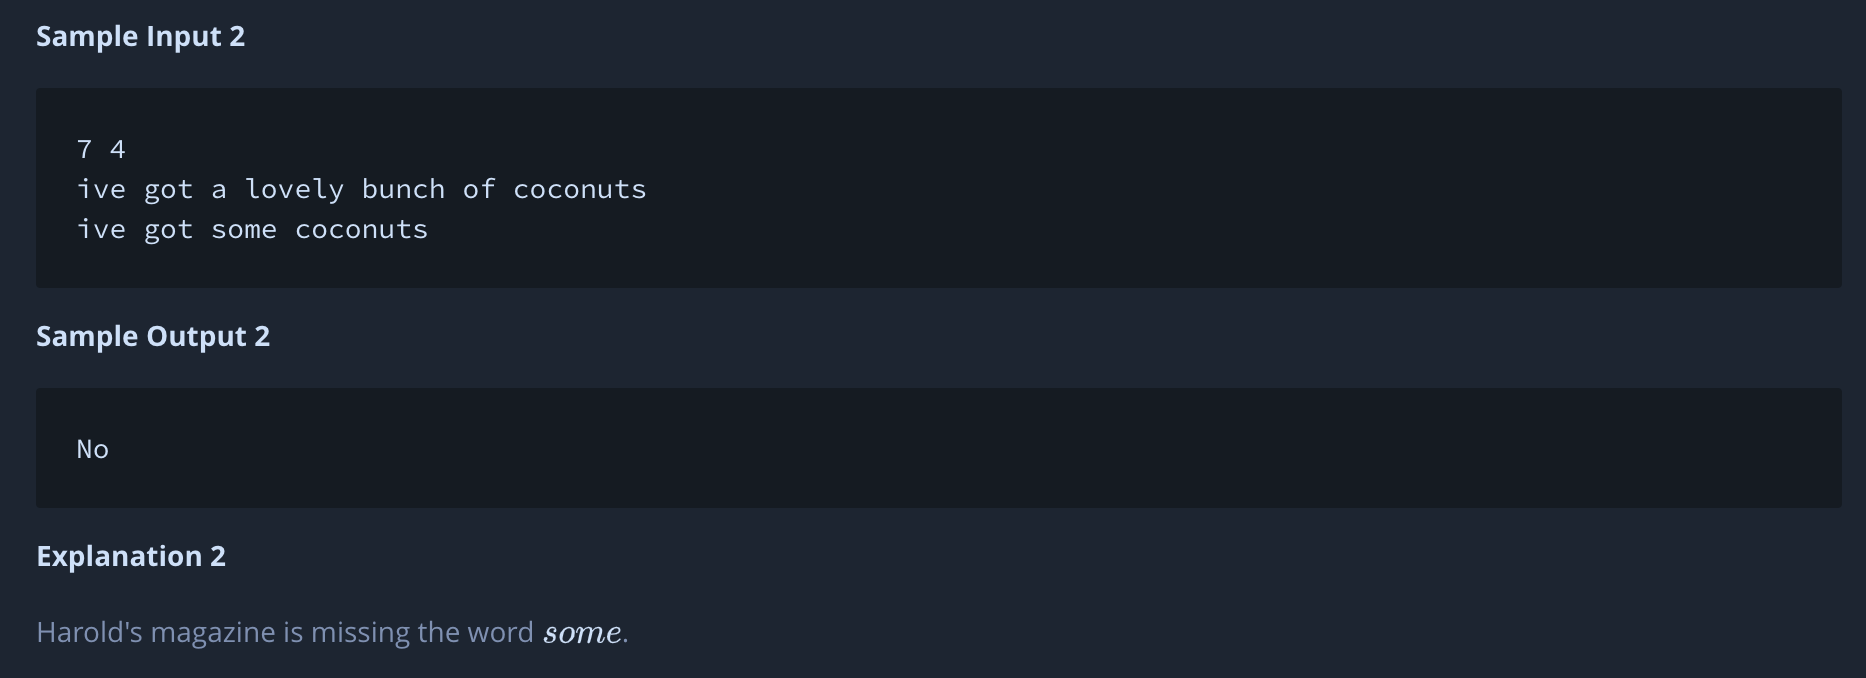 Sample Input 2
7 4
ive got a lovely bunch of coconuts
ive got some coconuts
Sample Output 2
No
Explanation 2
Harold's magazine is missing the word some.